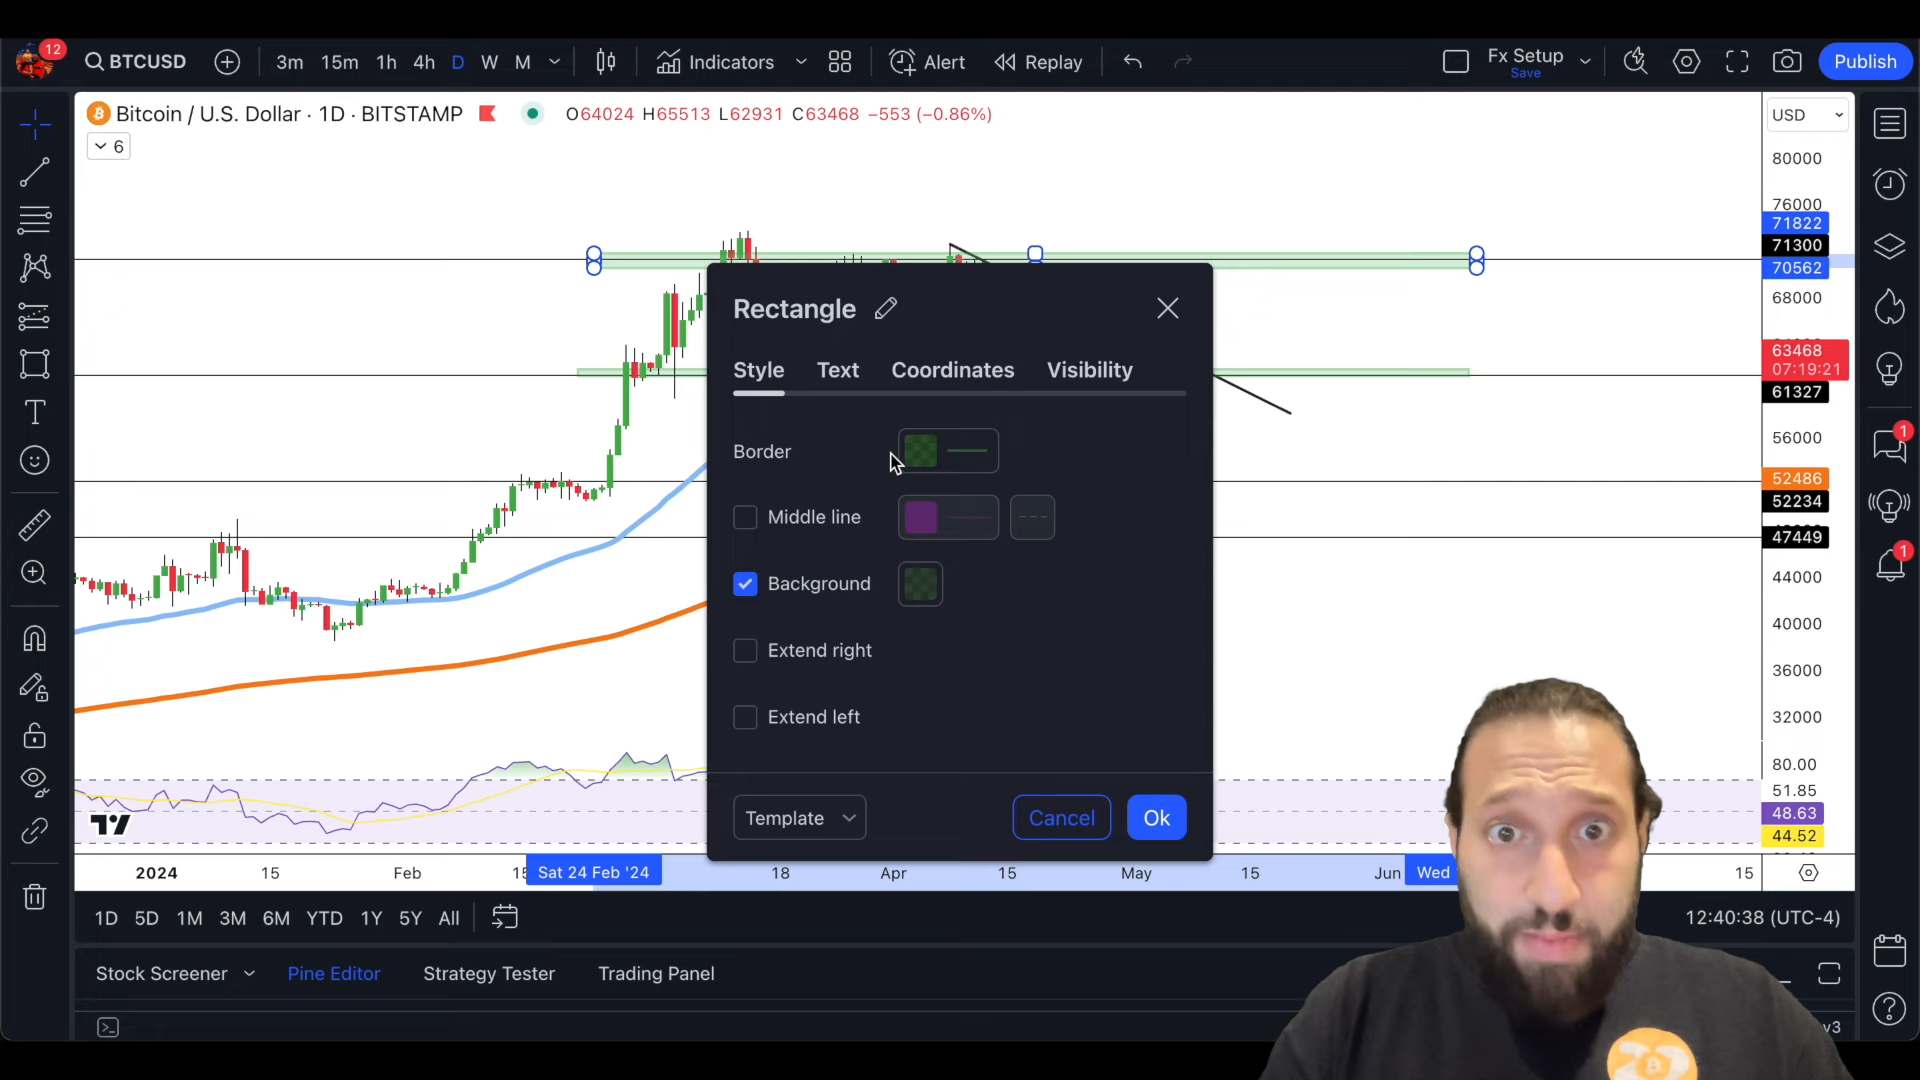 12
BTCUSD
3m 15m 1h 4h D W M
Indicators
Alert
Replay
Fx Setup
Save
Publish
Bitcoin / U.S. Dollar · 1D · BITSTAMP
O64024 H65513 L62931 C63468 −553 (−0.86%)
6
USD
80000
76000
71822
71300
70562
68000
63468
07:19:21
61327
56000
52486
52234
47449
44000
40000
36000
32000
80.00
51.85
48.63
44.52
Rectangle
Style Text Coordinates Visibility
Border
Middle line
Background
Extend right
Extend left
Template
Cancel
Ok
1
1
2024 15 Feb 15 Sat 24 Feb '24 18 Apr 15 May 15 Jun Wed 15
1D 5D 1M 3M 6M YTD 1Y 5Y All
12:40:38 (UTC-4)
Stock Screener Pine Editor Strategy Tester Trading Panel
v3